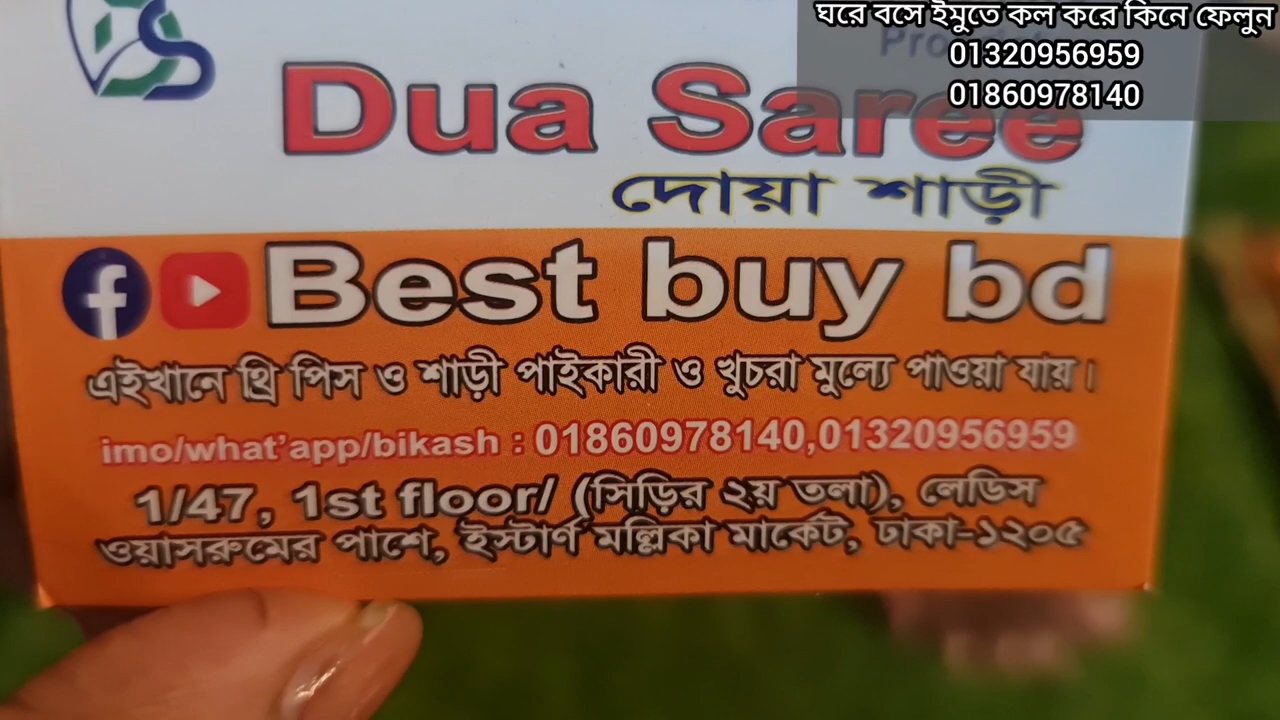 ঘরে বসে ইমুতে কল করে কিনে ফেলুন
01320956959
01860978140
Dua Saree
দোয়া শাড়ী
Best buy bd
এইখানে থ্রি পিস ও শাড়ী পাইকারী ও খুচরা মুল্যে পাওয়া যায়।
imo/what'app/bikash : 01860978140,01320956959
1/47, 1st floor/ (সিড়ির ২য় তলা), লেডিস
ওয়াসরুমের পাশে, ইস্টার্ণ মল্লিকা মার্কেট, ঢাকা-১২০৫